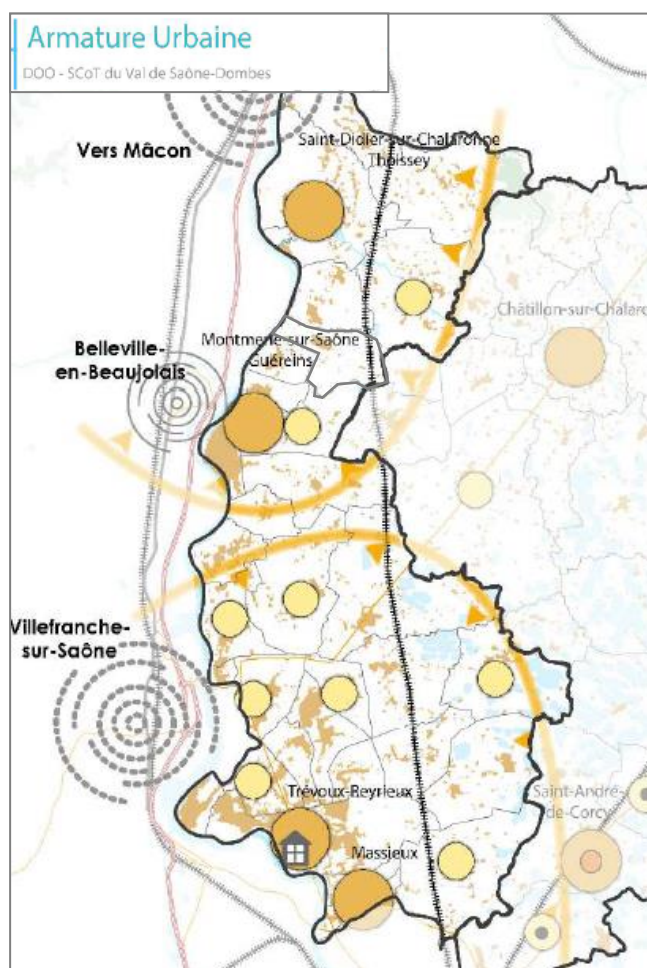 Armature Urbaine
DOO - SCoT du Val de Saône-Dombes
Vers Mâcon
Saint-Didier-sur-Chalaronne
Thoissey
Châtillon-sur-Chalaro
Montmerle-sur-Saône
Guéreins
Belleville-
en-Beaujolais
Villefranche-
sur-Saône
Trévoux-Reyrieux
Massieux
Saint-André-
de-Corcy